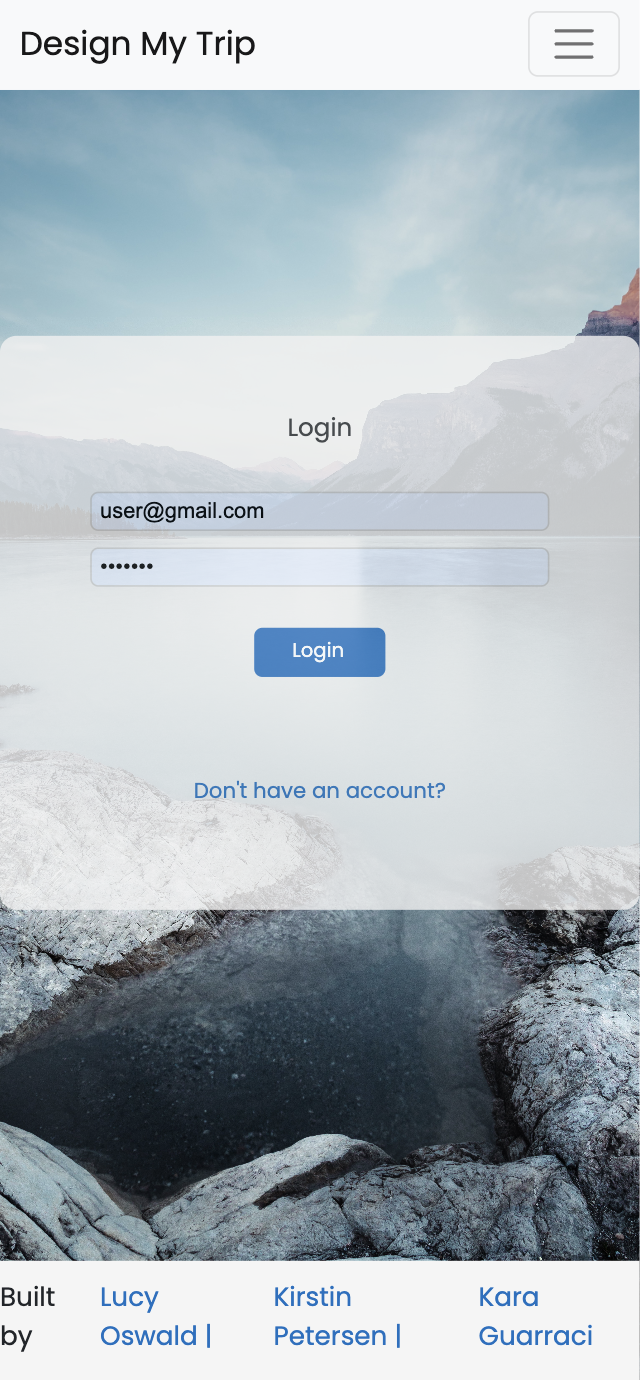 Design My Trip
Login
user@gmail.com
•••••••
Login
Don't have an account?
Built by
Lucy Oswald |
Kirstin Petersen |
Kara Guarraci